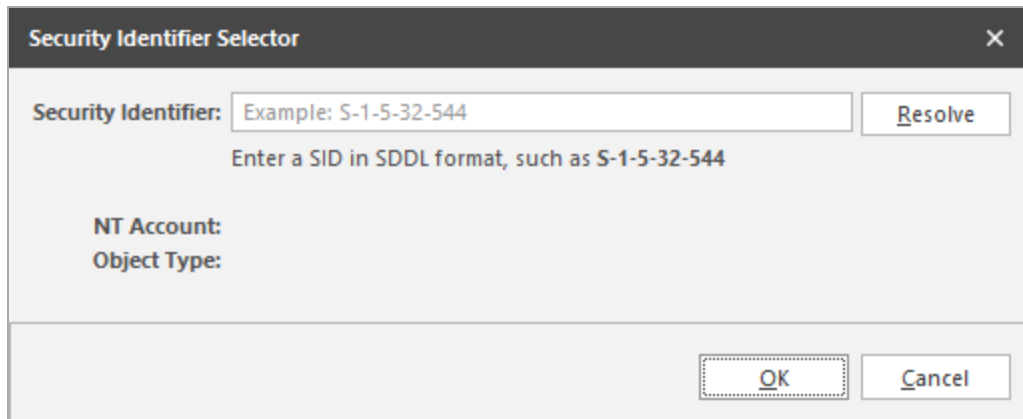 Security Identifier Selector
Security Identifier: Example: S-1-5-32-544 Resolve
Enter a SID in SDDL format, such as S-1-5-32-544
NT Account:
Object Type:
OK Cancel